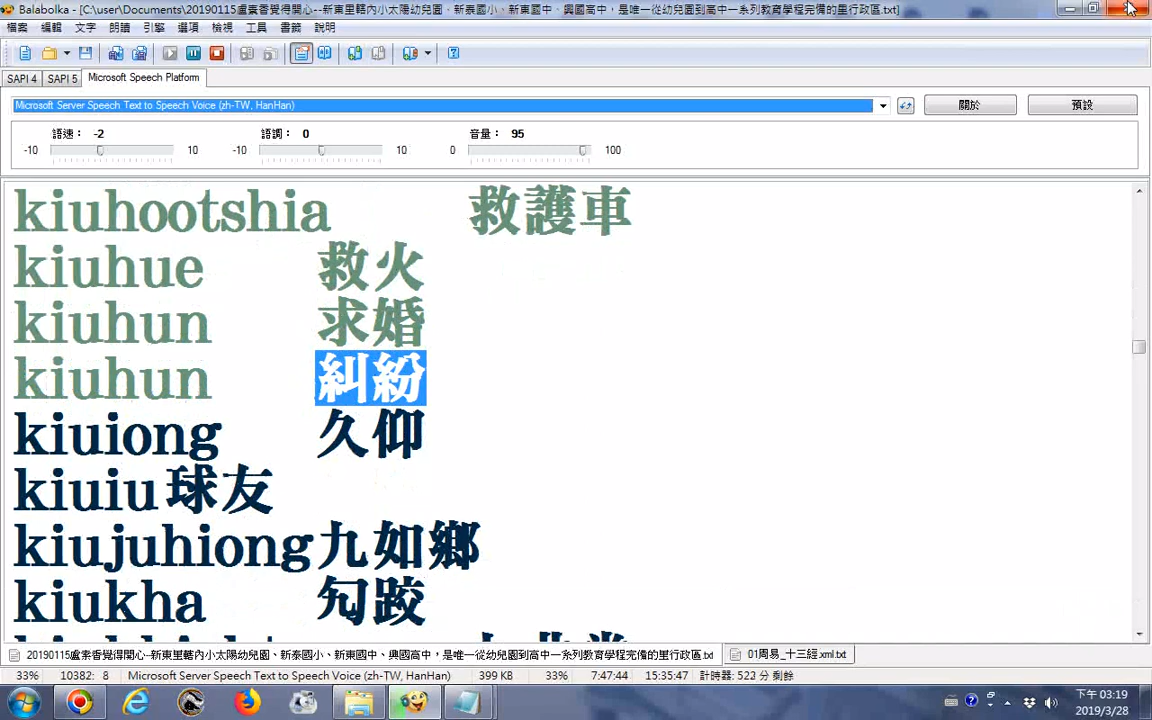 Balabolka - [C:\user\Documents\20190115盧素香覺得開心--新東里轄內小太陽幼兒園、新泰國小、新東國中、興國高中，是唯一從幼兒園到高中一系列教育學程完備的里行政區.txt]
檔案 編輯 文字 朗讀 引擎 選項 檢視 工具 書籤 說明
SAPI 4 SAPI 5 Microsoft Speech Platform
Microsoft Server Speech Text to Speech Voice (zh-TW, HanHan) 關於 預設
語速： -2 語調： 0 音量： 95
-10 10 -10 10 0 100
kiuhootshia 救護車
kiuhue 救火
kiuhun 求婚
kiuhun 糾紛
kiuiong 久仰
kiuiu 球友
kiujuhiong 九如鄉
kiukha 勼跤
20190115盧素香覺得開心--新東里轄內小太陽幼兒園、新泰國小、新東國中、興國高中，是唯一從幼兒園到高中一系列教育學程完備的里行政區.txt 01周易_十三經.xml.txt
33% 10382: 8 Microsoft Server Speech Text to Speech Voice (zh-TW, HanHan) 399 KB 33% 7:47:44 15:35:47 計時器: 522 分 剩餘
下午 03:19
2019/3/28